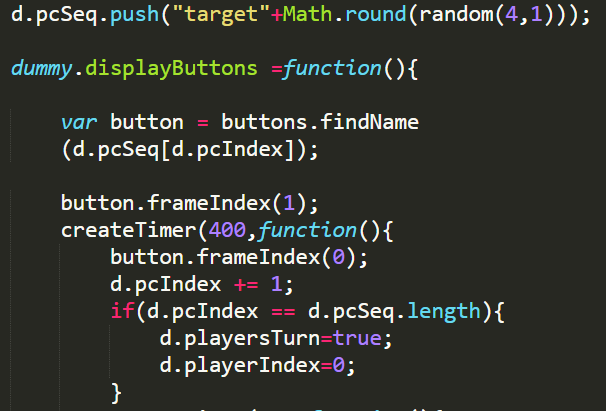 d.pcSeq.push("target"+Math.round(random(4,1)));
dummy.displayButtons =function(){
var button = buttons.findName
(d.pcSeq[d.pcIndex]);
button.frameIndex(1);
createTimer(400,function(){
button.frameIndex(0);
d.pcIndex += 1;
if(d.pcIndex == d.pcSeq.length){
d.playersTurn=true;
d.playerIndex=0;
}